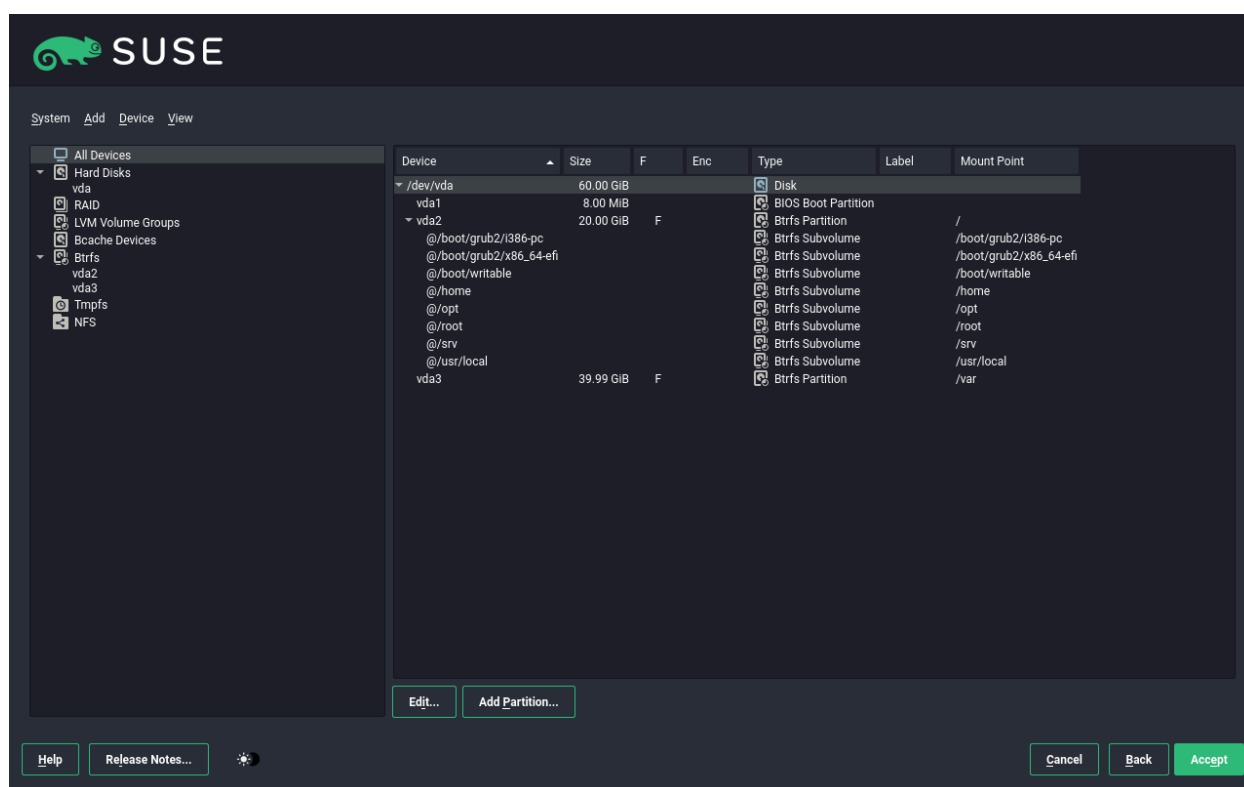 SUSE
System Add Device View
All Devices
Hard Disks
vda
RAID
LVM Volume Groups
Bcache Devices
Btrfs
vda2
vda3
Tmpfs
NFS
Device Size F Enc Type Label Mount Point
/dev/vda 60.00 GiB Disk
vda1 8.00 MiB BIOS Boot Partition
vda2 20.00 GiB F Btrfs Partition /
@/boot/grub2/i386-pc Btrfs Subvolume /boot/grub2/i386-pc
@/boot/grub2/x86_64-efi Btrfs Subvolume /boot/grub2/x86_64-efi
@/boot/writable Btrfs Subvolume /boot/writable
@/home Btrfs Subvolume /home
@/opt Btrfs Subvolume /opt
@/root Btrfs Subvolume /root
@/srv Btrfs Subvolume /srv
@/usr/local Btrfs Subvolume /usr/local
vda3 39.99 GiB F Btrfs Partition /var
Edit... Add Partition...
Help Release Notes... Cancel Back Accept